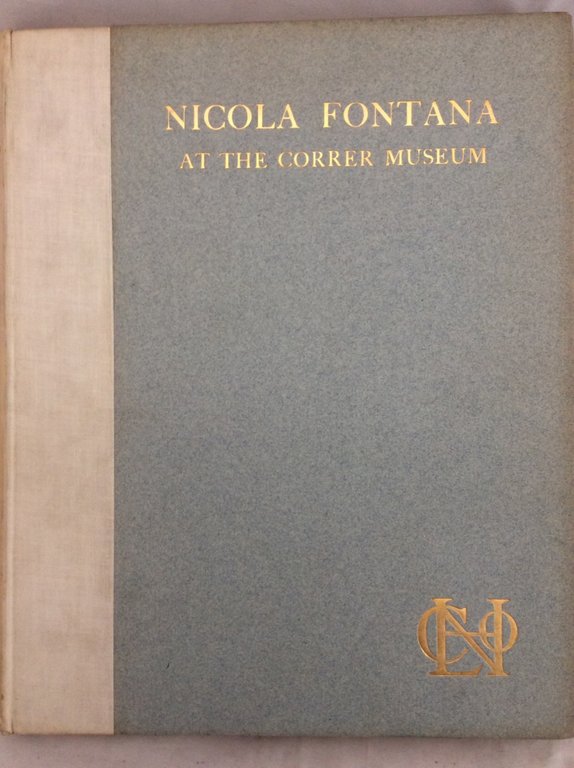 NICOLA FONTANA
AT THE CORRER MUSEUM